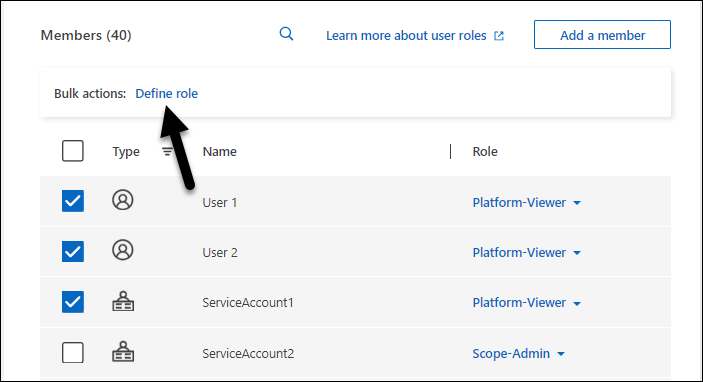 Members (40) Learn more about user roles Add a member
Bulk actions: Define role
Type Name Role
User 1 Platform-Viewer
User 2 Platform-Viewer
ServiceAccount1 Platform-Viewer
ServiceAccount2 Scope-Admin